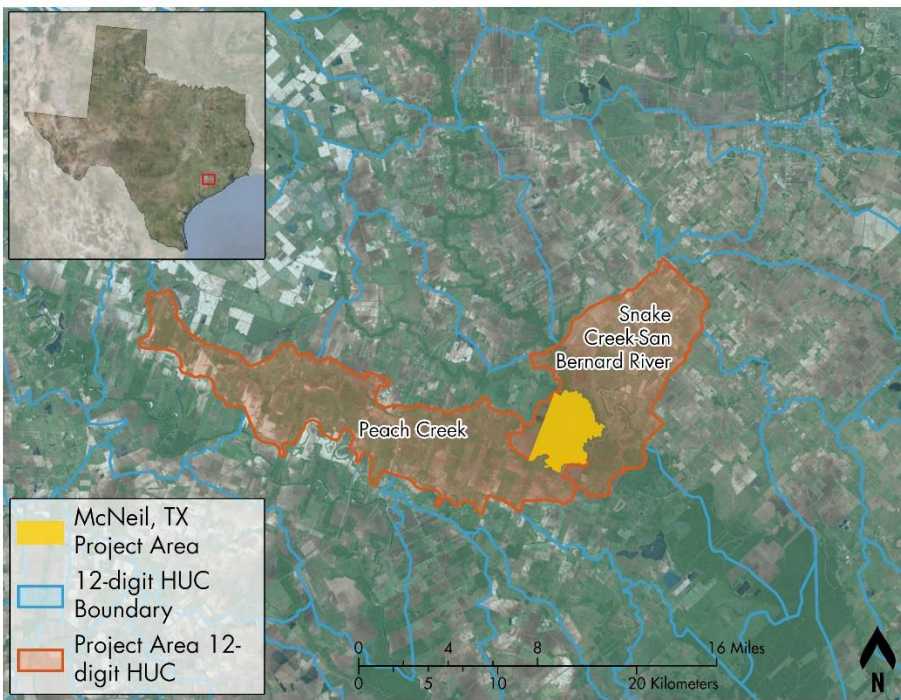 Snake
Creek-San
Bernard River
Peach Creek
McNeil, TX
Project Area
12-digit HUC
Boundary
Project Area 12-
digit HUC
0 4 8 16 Miles
0 5 10 20 Kilometers
N